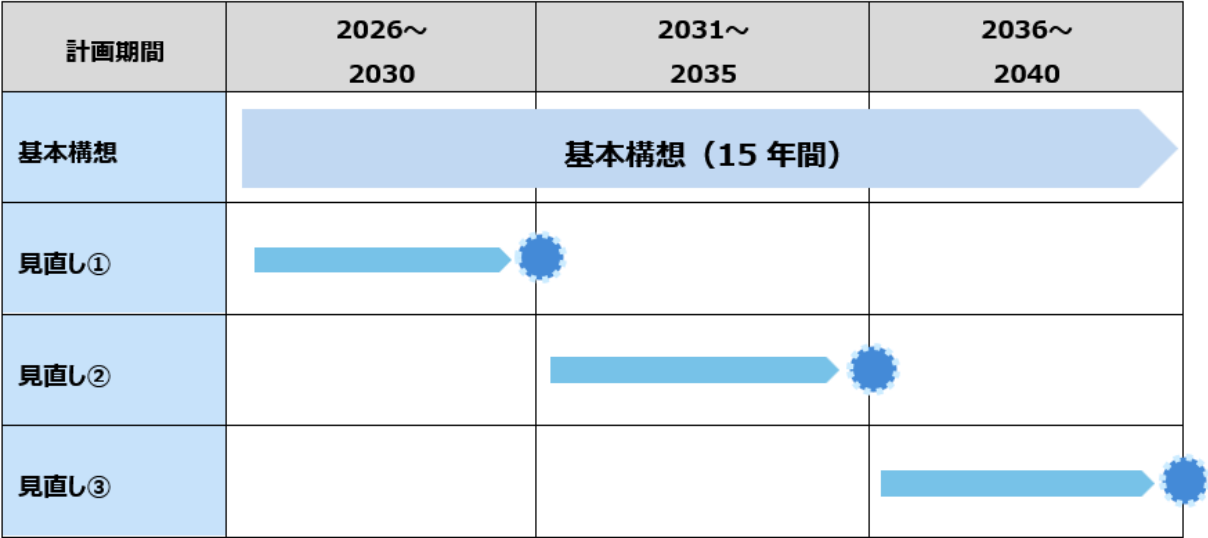 計画期間
2026～
2030
2031～
2035
2036～
2040
基本構想
基本構想（15 年間）
見直し①
見直し②
見直し③